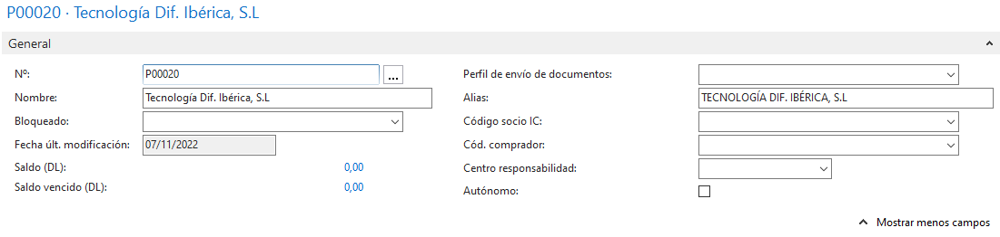 P00020 · Tecnología Dif. Ibérica, S.L
General
Nº: P00020 ...
Nombre: Tecnología Dif. Ibérica, S.L
Bloqueado:
Fecha últ. modificación: 07/11/2022
Saldo (DL): 0,00
Saldo vencido (DL): 0,00
Perfil de envío de documentos:
Alias: TECNOLOGÍA DIF. IBÉRICA, S.L
Código socio IC:
Cód. comprador:
Centro responsabilidad:
Autónomo:
Mostrar menos campos